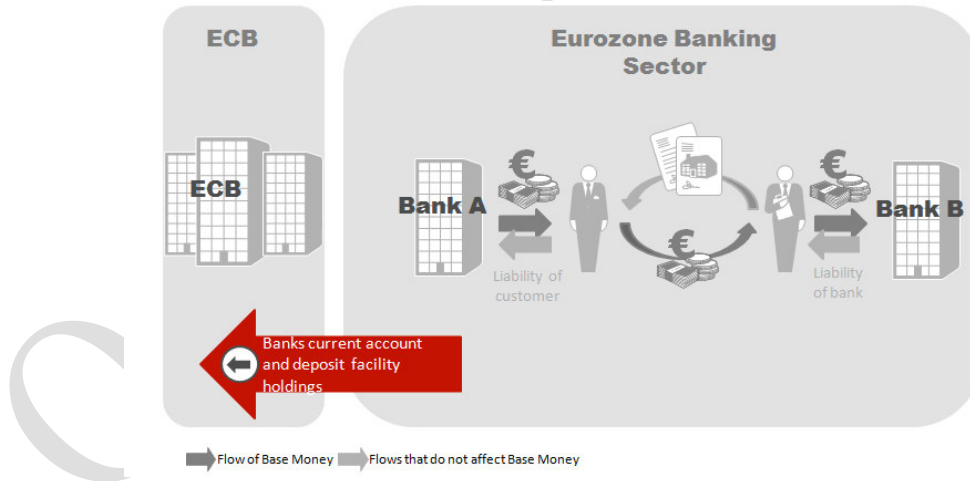 ECB
Eurozone Banking
Sector
ECB
Bank A
€
€
€
Bank B
Liability of
customer
Liability
of bank
Banks current account
and deposit facility
holdings
Flow of Base Money
Flows that do not affect Base Money